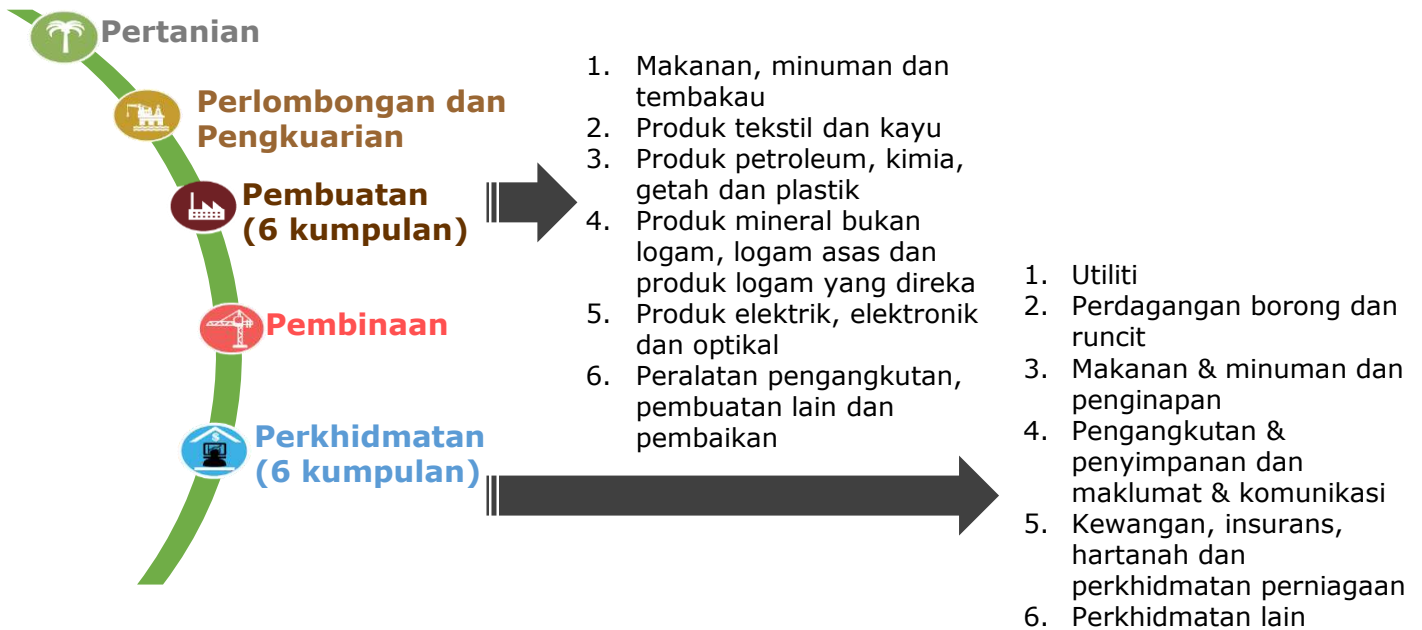 Pertanian
Perlombongan dan
Pengkuarian
Pembuatan
(6 kumpulan)
Pembinaan
Perkhidmatan
(6 kumpulan)
1. Makanan, minuman dan
tembakau
2. Produk tekstil dan kayu
3. Produk petroleum, kimia,
getah dan plastik
4. Produk mineral bukan
logam, logam asas dan
produk logam yang direka
5. Produk elektrik, elektronik
dan optikal
6. Peralatan pengangkutan,
pembuatan lain dan
pembaikan
1. Utiliti
2. Perdagangan borong dan
runcit
3. Makanan & minuman dan
penginapan
4. Pengangkutan &
penyimpanan dan
maklumat & komunikasi
5. Kewangan, insurans,
hartanah dan
perkhidmatan perniagaan
6. Perkhidmatan lain